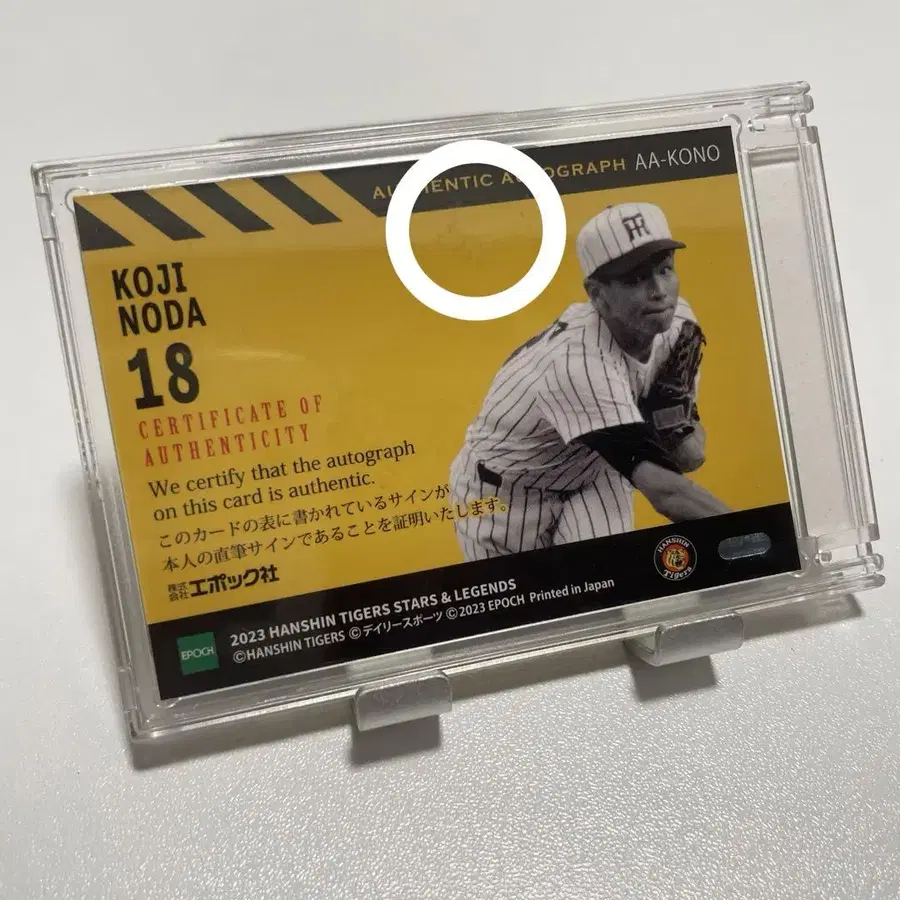 AUTHENTIC AUTOGRAPH AA-KONO
KOJI
NODA
18
CERTIFICATE OF
AUTHENTICITY
We certify that the autograph
on this card is authentic.
このカードの表に書かれているサインが
本人の直筆サインであることを証明いたします。
株式会社エポック社
HANSHIN
Tigers
EPOCH
2023 HANSHIN TIGERS STARS & LEGENDS
©HANSHIN TIGERS ©デイリースポーツ ©2023 EPOCH Printed in Japan